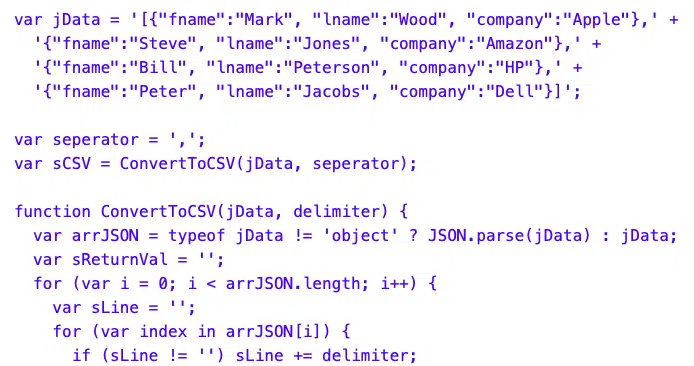 var jData = '[{"fname":"Mark", "lname":"Wood", "company":"Apple"},' +
'{"fname":"Steve", "lname":"Jones", "company":"Amazon"},' +
'{"fname":"Bill", "lname":"Peterson", "company":"HP"},' +
'{"fname":"Peter", "lname":"Jacobs", "company":"Dell"}]';
var seperator = ',';
var sCSV = ConvertToCSV(jData, seperator);
function ConvertToCSV(jData, delimiter) {
var arrJSON = typeof jData != 'object' ? JSON.parse(jData) : jData;
var sReturnVal = '';
for (var i = 0; i < arrJSON.length; i++) {
var sLine = '';
for (var index in arrJSON[i]) {
if (sLine != '') sLine += delimiter;